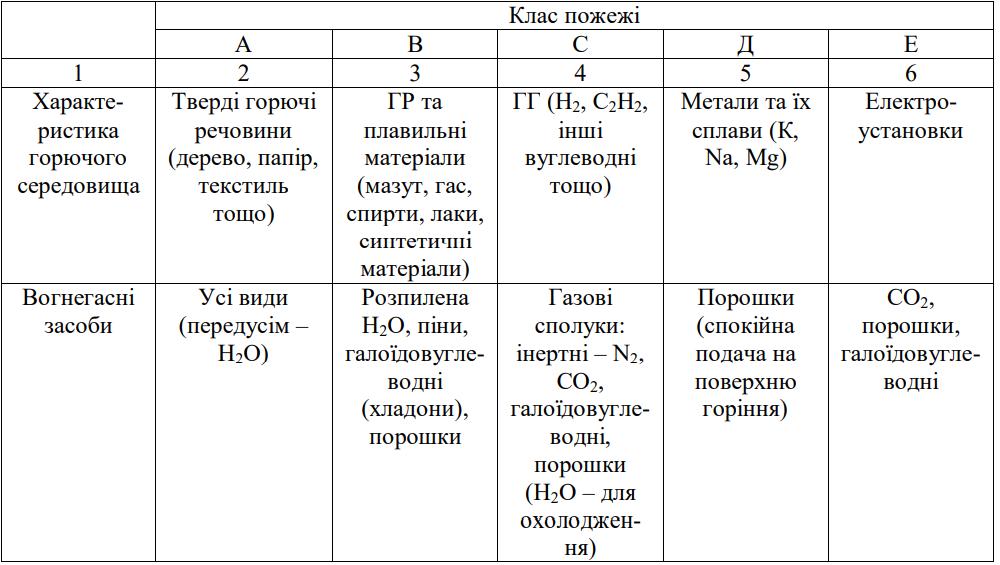 Клас пожежі
А
В
С
Д
Е
1
2
3
4
5
6
Характе-
ристика
горючого
середовища
Тверді горючі
речовини
(дерево, папір,
текстиль
тощо)
ГР та
плавильні
матеріали
(мазут, гас,
спирти, лаки,
синтетичні
матеріали)
ГГ (H₂, C₂H₂,
інші
вуглеводні
тощо)
Метали та їх
сплави (К,
Na, Mg)
Електро-
установки
Вогнегасні
засоби
Усі види
(передусім –
H₂O)
Розпилена
H₂O, піни,
галоїдовугле-
водні
(хладони),
порошки
Газові
сполуки:
інертні – N₂,
CO₂,
галоїдовугле-
водні,
порошки
(H₂O – для
охолоджен-
ня)
Порошки
(спокійна
подача на
поверхню
горіння)
CO₂,
порошки,
галоїдовугле-
водні